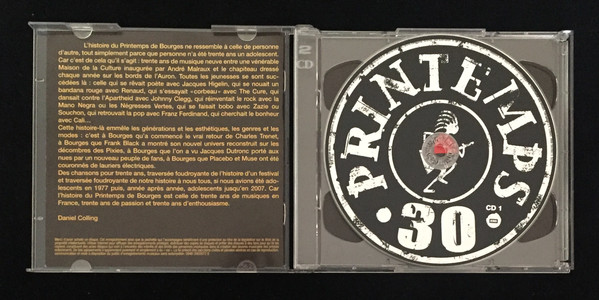 L'histoire du Printemps de Bourges ne ressemble à celle de personne
d'autre, tout simplement parce que personne n'a été trente ans un adolescent.
Car c'est de cela qu'il s'agit : trente ans de musique neuve entre une vénérable
Maison de la Culture inaugurée par André Malraux et le chapiteau dressé
chaque année sur les bords de l'Auron. Toutes les jeunesses se sont suc-
cédées là : celle qui se rêvait poète avec Jacques Higelin, qui se nouait un
bandana rouge avec Renaud, qui s'essayait «corbeau» avec The Cure, qui
dansait contre l'Apartheid avec Johnny Clegg, qui réinventait le rock avec la
Mano Negra ou les Négresses Vertes, qui se faisait bobo avec Zazie ou
Souchon, qui retrouvait la pop avec Franz Ferdinand, qui cherchait le bonheur
avec Cali...
Cette histoire-là emmêle les générations et les esthétiques, les genres et les
modes : c'est à Bourges qu'a commencé le vrai retour de Charles Trenet,
à Bourges que Frank Black a montré son nouvel univers reconstruit sur les
décombres des Pixies, à Bourges que l'on a vu Jacques Dutronc porté aux
nues par un nouveau peuple de fans, à Bourges que Placebo et Muse ont été
couronnés de lauriers électriques.
Des chansons pour trente ans, traversée foudroyante de l'histoire d'un festival
et traversée foudroyante de notre histoire à nous tous, si nous avions été ado-
lescents en 1977 puis, année après année, adolescents jusqu'en 2007. Car
l'histoire du Printemps de Bourges est celle de trente ans de musiques en
France, trente ans de passion et trente ans d'enthousiasme.
Daniel Colling
2
CD
PRINTEMPS
CD 1
30